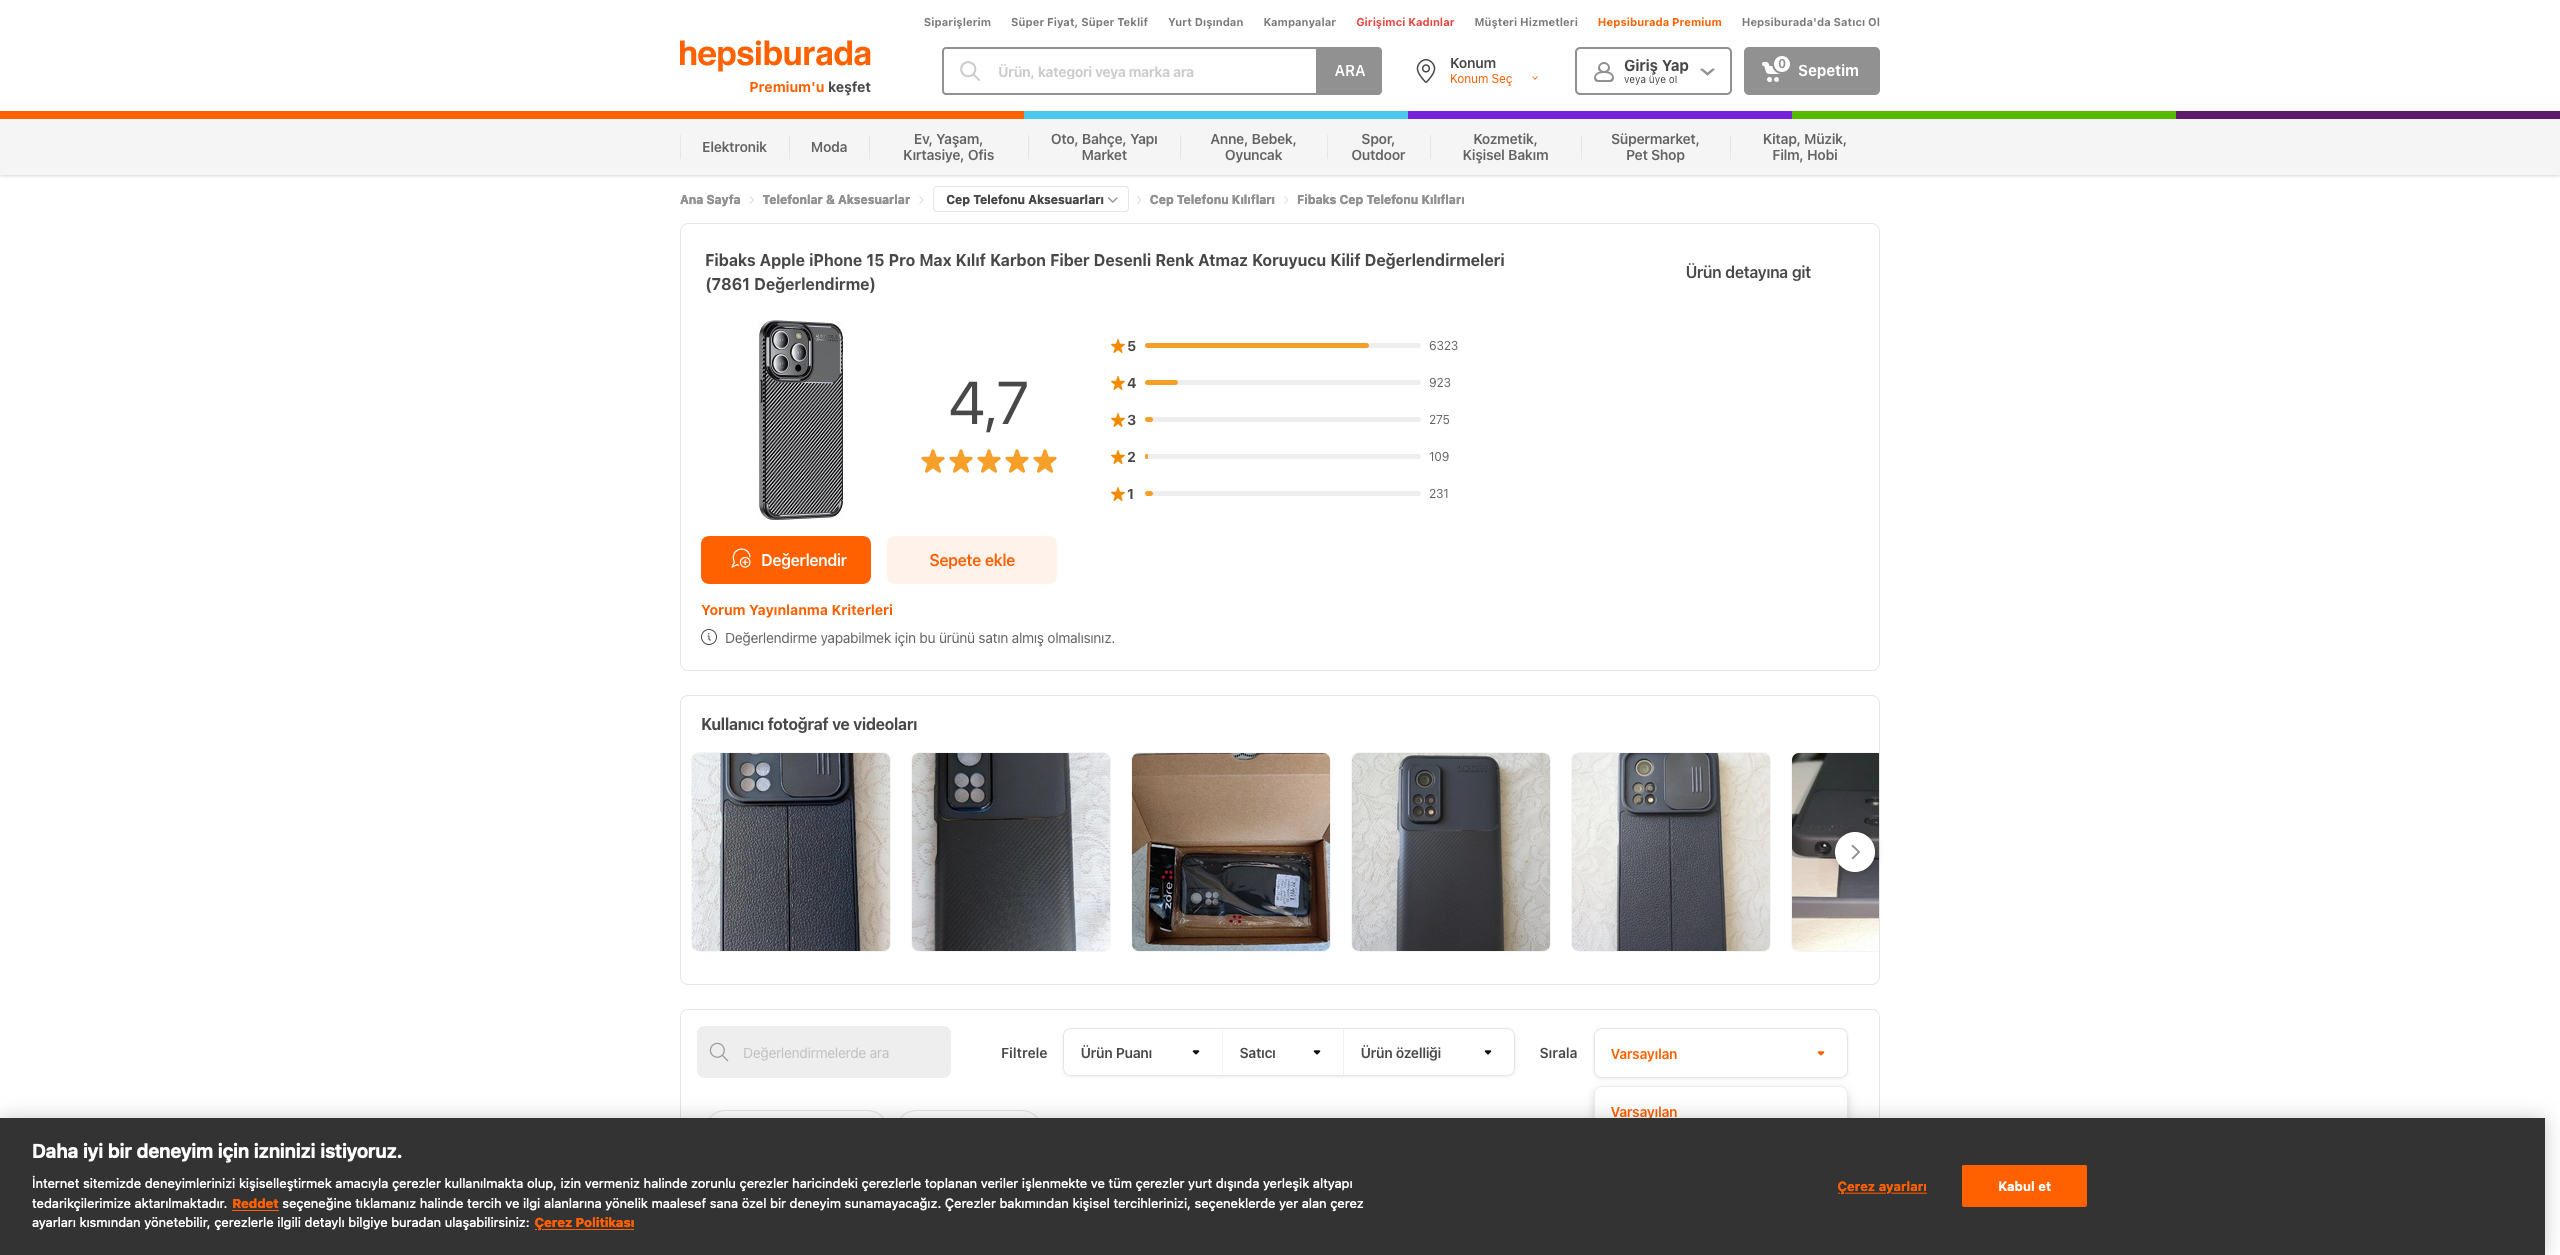 Siparişlerim Süper Fiyat, Süper Teklif Yurt Dışından Kampanyalar Girişimci Kadınlar Müşteri Hizmetleri Hepsiburada Premium Hepsiburada'da Satıcı Ol
hepsiburada
Premium'u keşfet
Ürün, kategori veya marka ara
ARA
Konum
Konum Seç
Giriş Yap
veya üye ol
0
Sepetim
Elektronik
Moda
Ev, Yaşam,
Kırtasiye, Ofis
Oto, Bahçe, Yapı
Market
Anne, Bebek,
Oyuncak
Spor,
Outdoor
Kozmetik,
Kişisel Bakım
Süpermarket,
Pet Shop
Kitap, Müzik,
Film, Hobi
Ana Sayfa Telefonlar & Aksesuarlar Cep Telefonu Aksesuarları Cep Telefonu Kılıfları Fibaks Cep Telefonu Kılıfları
Fibaks Apple iPhone 15 Pro Max Kılıf Karbon Fiber Desenli Renk Atmaz Koruyucu Kilif Değerlendirmeleri
(7861 Değerlendirme)
Ürün detayına git
4,7
5 6323
4 923
3 275
2 109
1 231
Değerlendir
Sepete ekle
Yorum Yayınlanma Kriterleri
Değerlendirme yapabilmek için bu ürünü satın almış olmalısınız.
Kullanıcı fotoğraf ve videoları
zore
Değerlendirmelerde ara
Filtrele
Ürün Puanı
Satıcı
Ürün özelliği
Sırala
Varsayılan
Varsayılan
Daha iyi bir deneyim için izninizi istiyoruz.
İnternet sitemizde deneyimlerinizi kişiselleştirmek amacıyla çerezler kullanılmakta olup, izin vermeniz halinde zorunlu çerezler haricindeki çerezlerle toplanan veriler işlenmekte ve tüm çerezler yurt dışında yerleşik altyapı
tedarikçilerimize aktarılmaktadır. Reddet seçeneğine tıklamanız halinde tercih ve ilgi alanlarına yönelik maalesef sana özel bir deneyim sunamayacağız. Çerezler bakımından kişisel tercihlerinizi, seçeneklerde yer alan çerez
ayarları kısmından yönetebilir, çerezlerle ilgili detaylı bilgiye buradan ulaşabilirsiniz: Çerez Politikası
Çerez ayarları
Kabul et